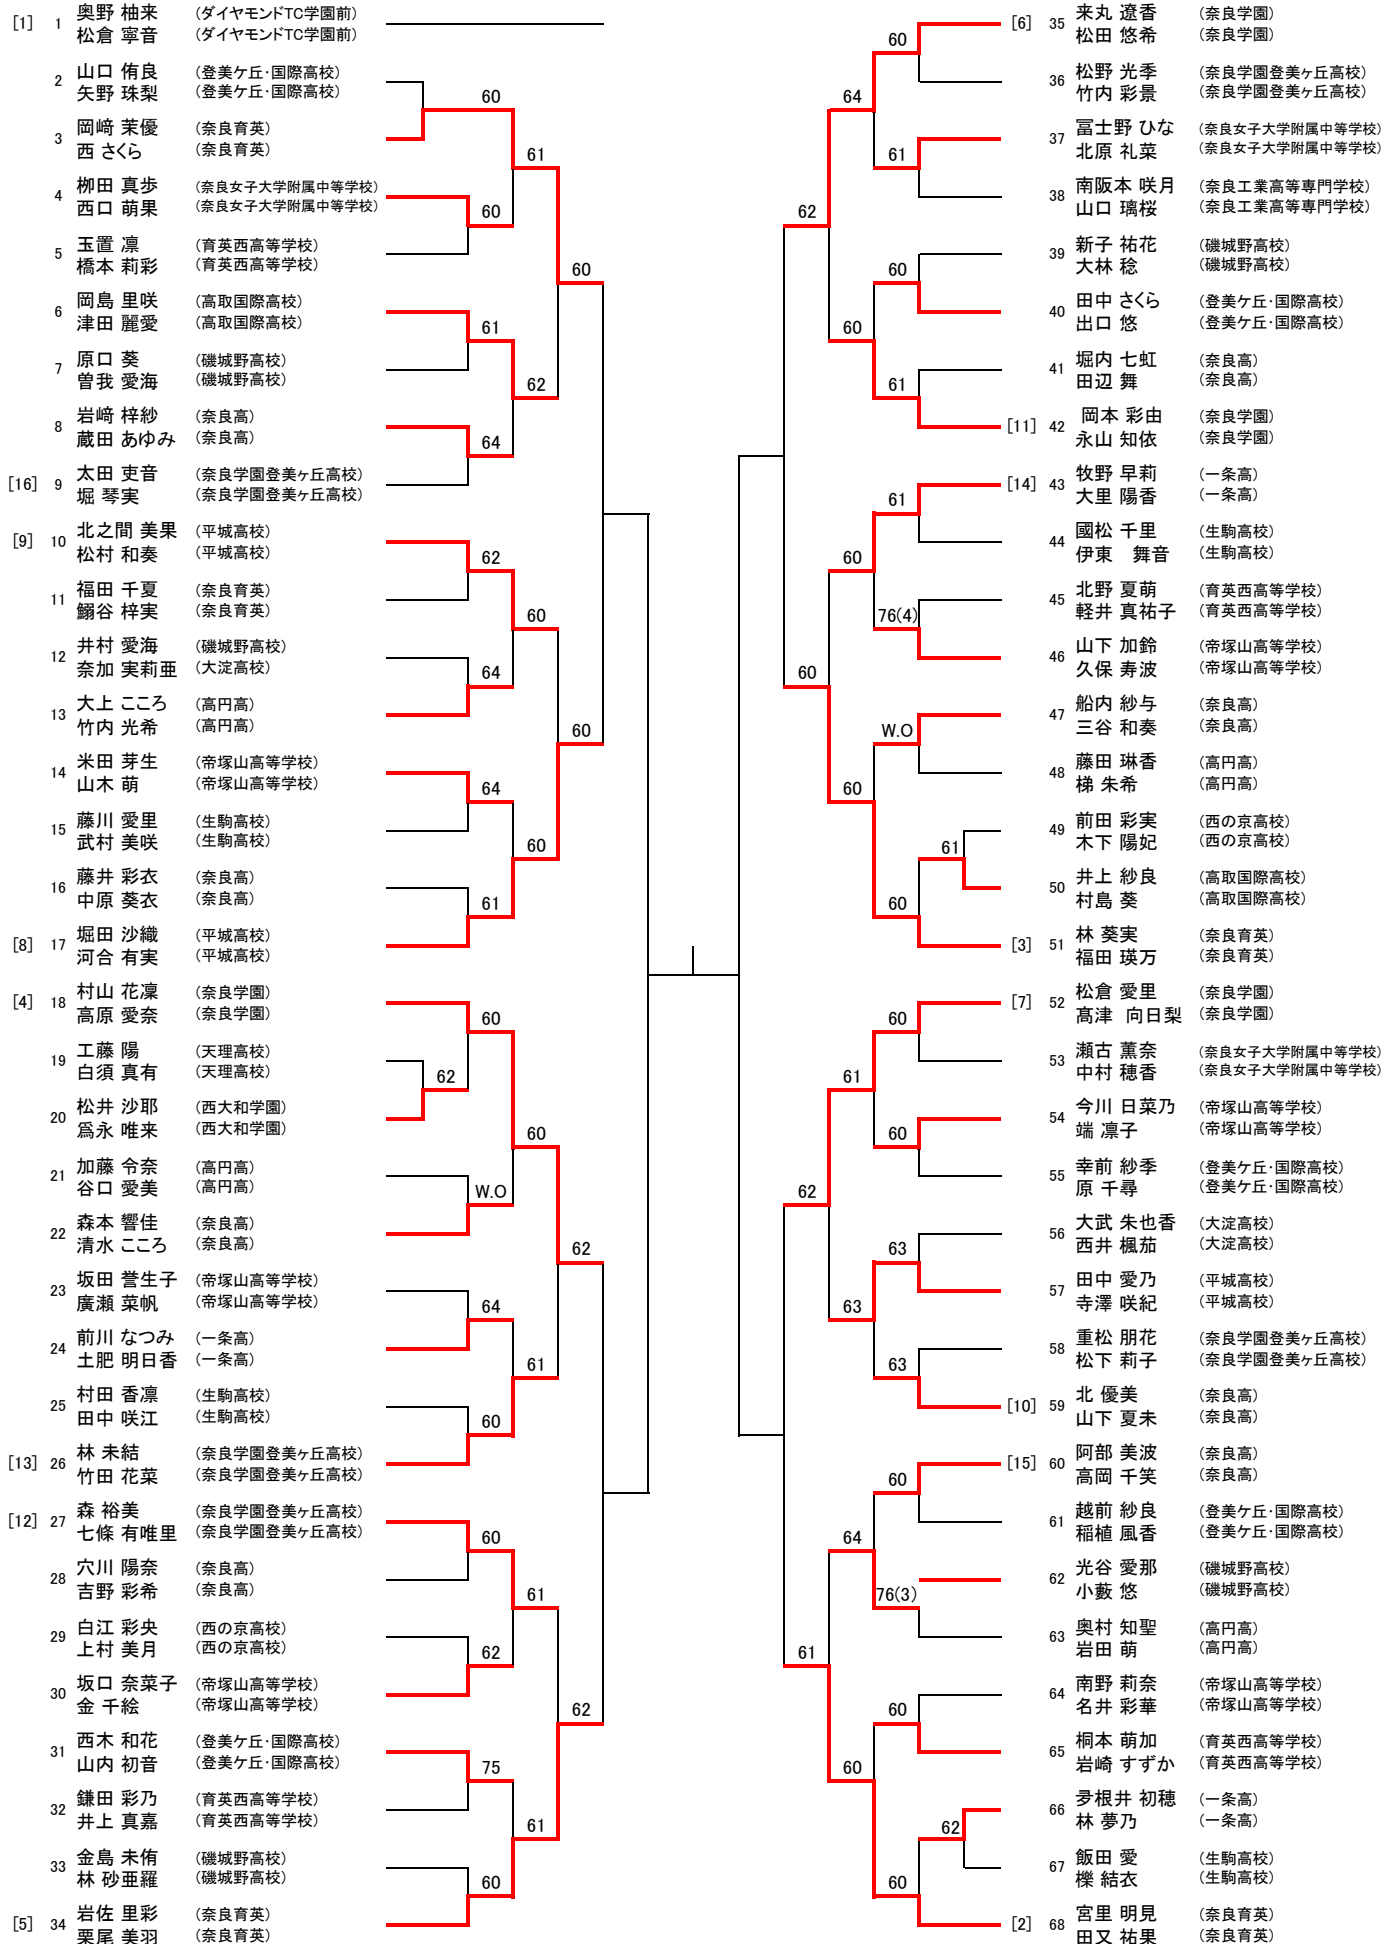 [1] 1 奥野 柚来 (ダイヤモンドTC学園前)
松倉 寧音 (ダイヤモンドTC学園前)
2 山口 侑良 (登美ケ丘・国際高校)
矢野 珠梨 (登美ケ丘・国際高校)
60
3 岡﨑 茉優 (奈良育英)
西 さくら (奈良育英)
61
4 栁田 真歩 (奈良女子大学附属中等学校)
西口 萌果 (奈良女子大学附属中等学校)
60
5 玉置 凛 (育英西高等学校)
橋本 莉彩 (育英西高等学校)
60
6 岡島 里咲 (高取国際高校)
津田 麗愛 (高取国際高校)
61
7 原口 葵 (磯城野高校)
曽我 愛海 (磯城野高校)
62
8 岩﨑 梓紗 (奈良高)
蔵田 あゆみ (奈良高)
64
[16] 9 太田 吏音 (奈良学園登美ヶ丘高校)
堀 琴実 (奈良学園登美ヶ丘高校)
[9] 10 北之間 美果 (平城高校)
松村 和奏 (平城高校)
62
11 福田 千夏 (奈良育英)
鰯谷 梓実 (奈良育英)
60
12 井村 愛海 (磯城野高校)
奈加 実莉亜 (大淀高校)
64
13 大上 こころ (高円高)
竹内 光希 (高円高)
60
14 米田 芽生 (帝塚山高等学校)
山木 萌 (帝塚山高等学校)
64
15 藤川 愛里 (生駒高校)
武村 美咲 (生駒高校)
60
16 藤井 彩衣 (奈良高)
中原 葵衣 (奈良高)
61
[8] 17 堀田 沙織 (平城高校)
河合 有実 (平城高校)
[4] 18 村山 花凜 (奈良学園)
高原 愛奈 (奈良学園)
60
19 工藤 陽 (天理高校)
白須 真有 (天理高校)
62
20 松井 沙耶 (西大和学園)
爲永 唯来 (西大和学園)
60
21 加藤 令奈 (高円高)
谷口 愛美 (高円高)
W.O
22 森本 響佳 (奈良高)
清水 こころ (奈良高)
62
23 坂田 誉生子 (帝塚山高等学校)
廣瀬 菜帆 (帝塚山高等学校)
64
24 前川 なつみ (一条高)
土肥 明日香 (一条高)
61
25 村田 香凛 (生駒高校)
田中 咲江 (生駒高校)
60
[13] 26 林 未結 (奈良学園登美ヶ丘高校)
竹田 花菜 (奈良学園登美ヶ丘高校)
[12] 27 森 裕美 (奈良学園登美ヶ丘高校)
七條 有唯里 (奈良学園登美ヶ丘高校)
60
28 穴川 陽奈 (奈良高)
吉野 彩希 (奈良高)
61
29 白江 彩央 (西の京高校)
上村 美月 (西の京高校)
62
30 坂口 奈菜子 (帝塚山高等学校)
金 千絵 (帝塚山高等学校)
62
31 西木 和花 (登美ケ丘・国際高校)
山内 初音 (登美ケ丘・国際高校)
75
32 鎌田 彩乃 (育英西高等学校)
井上 真嘉 (育英西高等学校)
61
33 金島 未侑 (磯城野高校)
林 砂亜羅 (磯城野高校)
60
[5] 34 岩佐 里彩 (奈良育英)
栗尾 美羽 (奈良育英)
[6] 35 来丸 遼香 (奈良学園)
松田 悠希 (奈良学園)
60
36 松野 光季 (奈良学園登美ヶ丘高校)
竹内 彩景 (奈良学園登美ヶ丘高校)
64
37 冨士野 ひな (奈良女子大学附属中等学校)
北原 礼菜 (奈良女子大学附属中等学校)
61
38 南阪本 咲月 (奈良工業高等専門学校)
山口 璃桜 (奈良工業高等専門学校)
62
39 新子 祐花 (磯城野高校)
大林 稔 (磯城野高校)
60
40 田中 さくら (登美ケ丘・国際高校)
出口 悠 (登美ケ丘・国際高校)
60
41 堀内 七虹 (奈良高)
田辺 舞 (奈良高)
61
[11] 42 岡本 彩由 (奈良学園)
永山 知依 (奈良学園)
[14] 43 牧野 早莉 (一条高)
大里 陽香 (一条高)
61
44 國松 千里 (生駒高校)
伊東 舞音 (生駒高校)
60
45 北野 夏萌 (育英西高等学校)
軽井 真祐子 (育英西高等学校)
76(4)
46 山下 加鈴 (帝塚山高等学校)
久保 寿波 (帝塚山高等学校)
60
47 船内 紗与 (奈良高)
三谷 和奏 (奈良高)
W.O
48 藤田 琳香 (高円高)
梯 朱希 (高円高)
60
49 前田 彩実 (西の京高校)
木下 陽妃 (西の京高校)
61
50 井上 紗良 (高取国際高校)
村島 葵 (高取国際高校)
60
[3] 51 林 葵実 (奈良育英)
福田 瑛万 (奈良育英)
[7] 52 松倉 愛里 (奈良学園)
髙津 向日梨 (奈良学園)
60
53 瀬古 薫奈 (奈良女子大学附属中等学校)
中村 穂香 (奈良女子大学附属中等学校)
61
54 今川 日菜乃 (帝塚山高等学校)
端 凛子 (帝塚山高等学校)
60
55 幸前 紗季 (登美ケ丘・国際高校)
原 千尋 (登美ケ丘・国際高校)
62
56 大武 朱也香 (大淀高校)
西井 楓茄 (大淀高校)
63
57 田中 愛乃 (平城高校)
寺澤 咲紀 (平城高校)
63
58 重松 朋花 (奈良学園登美ヶ丘高校)
松下 莉子 (奈良学園登美ヶ丘高校)
63
[10] 59 北 優美 (奈良高)
山下 夏未 (奈良高)
[15] 60 阿部 美波 (奈良高)
高岡 千笑 (奈良高)
60
61 越前 紗良 (登美ケ丘・国際高校)
稲植 風香 (登美ケ丘・国際高校)
64
62 光谷 愛那 (磯城野高校)
小藪 悠 (磯城野高校)
76(3)
63 奥村 知聖 (高円高)
岩田 萌 (高円高)
61
64 南野 莉奈 (帝塚山高等学校)
名井 彩華 (帝塚山高等学校)
60
65 桐本 萌加 (育英西高等学校)
岩崎 すずか (育英西高等学校)
60
66 夛根井 初穂 (一条高)
林 夢乃 (一条高)
62
67 飯田 愛 (生駒高校)
檪 結衣 (生駒高校)
60
[2] 68 宮里 明見 (奈良育英)
田又 祐果 (奈良育英)